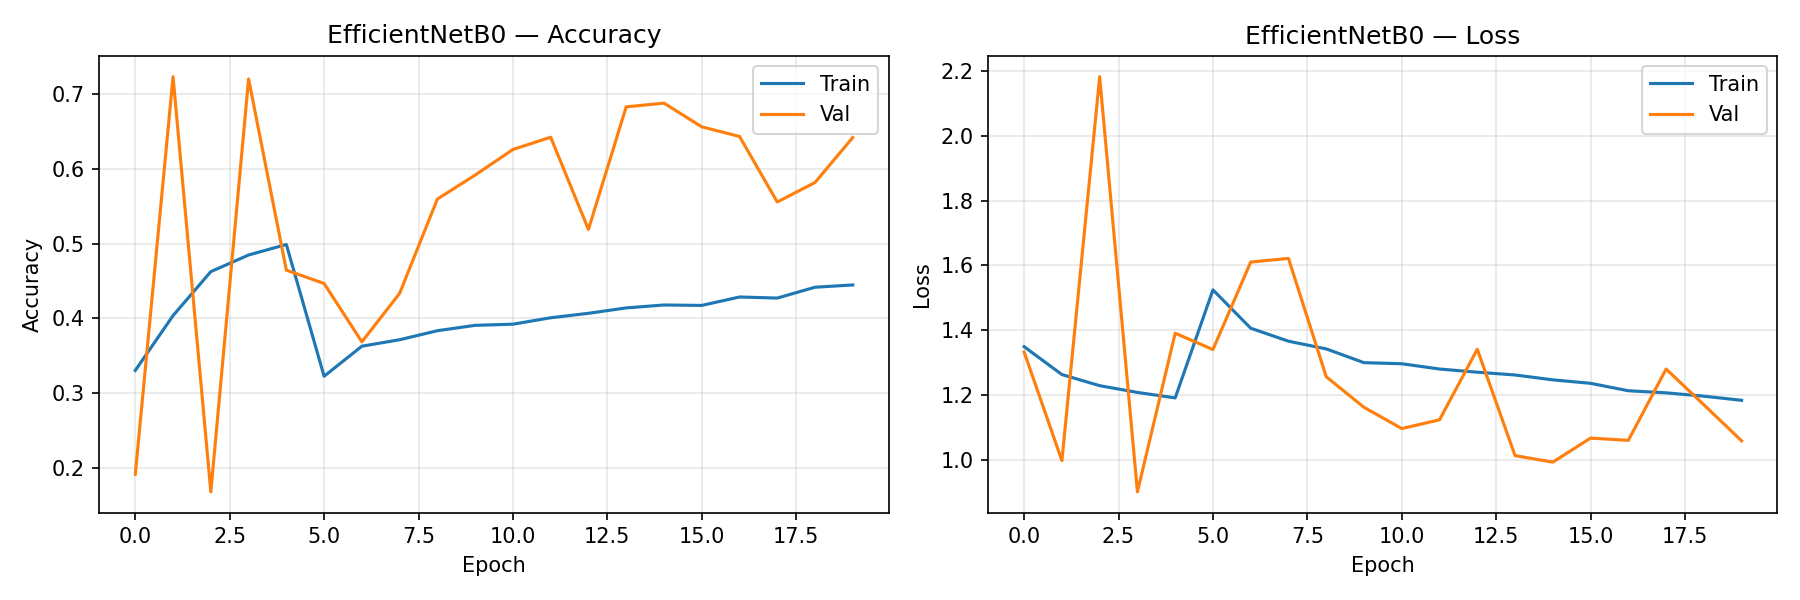 EfficientNetB0 — Accuracy
Train
Val
0.7
0.6
0.5
0.4
0.3
0.2
Accuracy
0.0 2.5 5.0 7.5 10.0 12.5 15.0 17.5
Epoch
EfficientNetB0 — Loss
Train
Val
2.2
2.0
1.8
1.6
1.4
1.2
1.0
Loss
0.0 2.5 5.0 7.5 10.0 12.5 15.0 17.5
Epoch